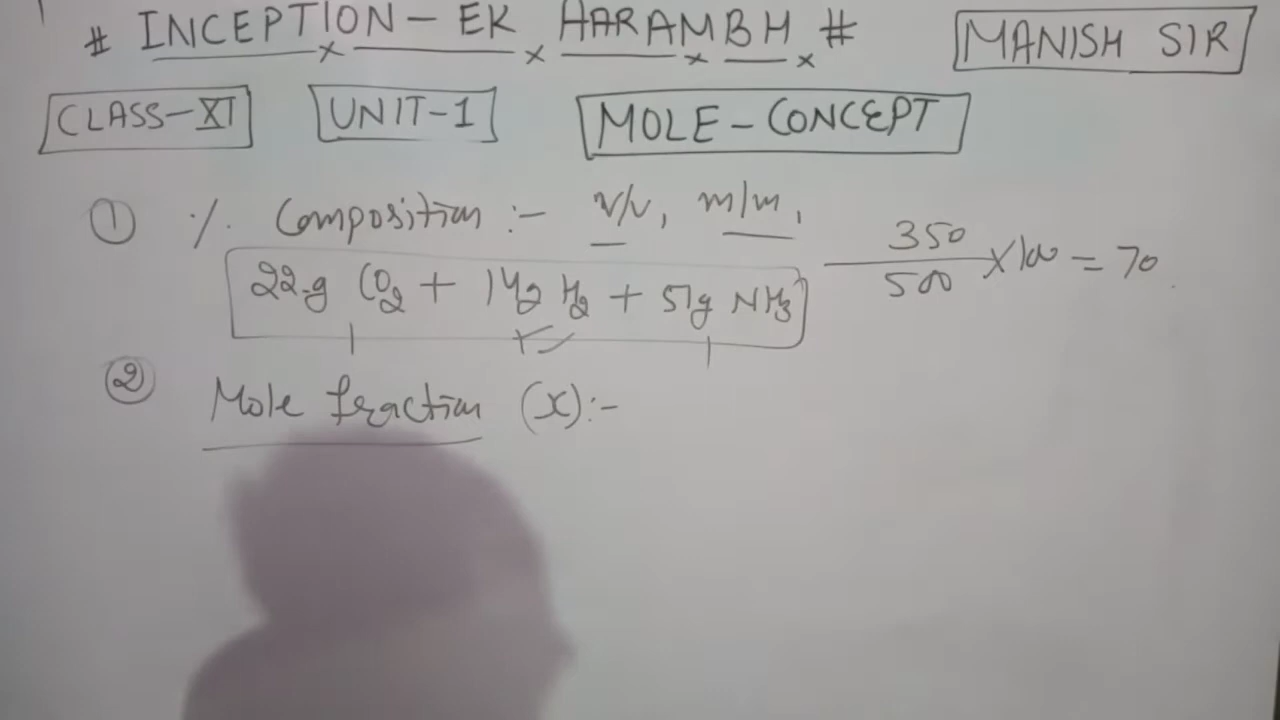 # INCEPTION - EK HARAMBH #
MANISH SIR
CLASS-XI
UNIT-1
MOLE-CONCEPT
① % Composition :- v/v, m/m,
350/500 × 100 = 70
22g CO₂ + 14g H₂ + 51g NH₃
② Mole fraction (x):-